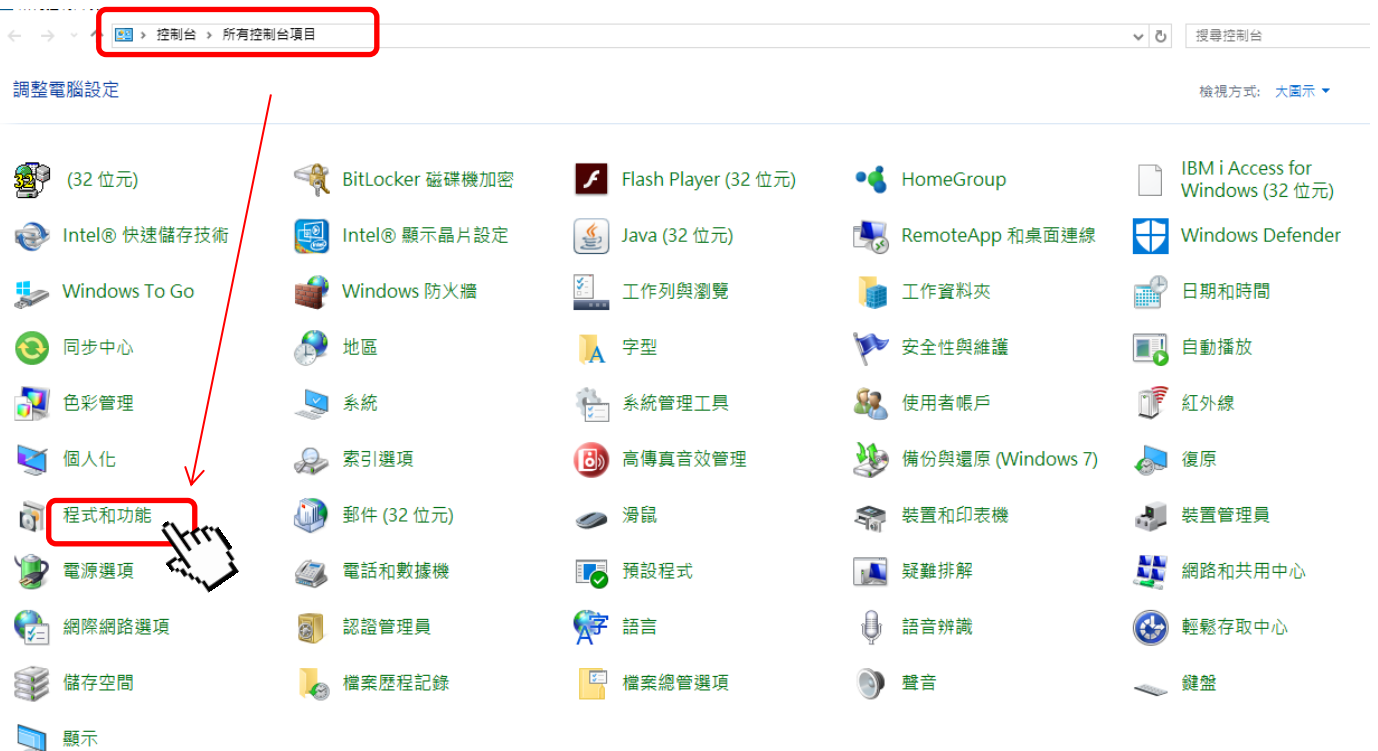 控制台 › 所有控制台項目
搜尋控制台
調整電腦設定
檢視方式: 大圖示
(32 位元)
BitLocker 磁碟機加密
Flash Player (32 位元)
HomeGroup
IBM i Access for
Windows (32 位元)
Intel® 快速儲存技術
Intel® 顯示晶片設定
Java (32 位元)
RemoteApp 和桌面連線
Windows Defender
Windows To Go
Windows 防火牆
工作列與瀏覽
工作資料夾
日期和時間
同步中心
地區
字型
安全性與維護
自動播放
色彩管理
系統
系統管理工具
使用者帳戶
紅外線
個人化
索引選項
高傳真音效管理
備份與還原 (Windows 7)
復原
程式和功能
郵件 (32 位元)
滑鼠
裝置和印表機
裝置管理員
電源選項
電話和數據機
預設程式
疑難排解
網路和共用中心
網際網路選項
認證管理員
語言
語音辨識
輕鬆存取中心
儲存空間
檔案歷程記錄
檔案總管選項
聲音
鍵盤
顯示